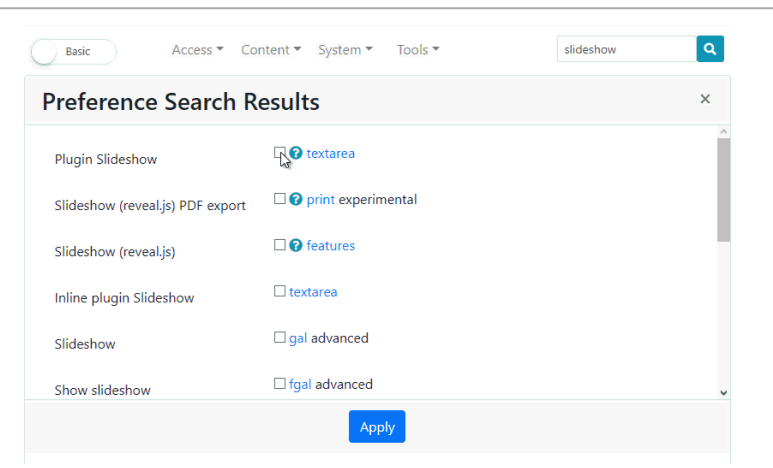 Basic Access Content System Tools slideshow
Preference Search Results ×
Plugin Slideshow ? textarea
Slideshow (reveal.js) PDF export ? print experimental
Slideshow (reveal.js) ? features
Inline plugin Slideshow textarea
Slideshow gal advanced
Show slideshow fgal advanced
Apply